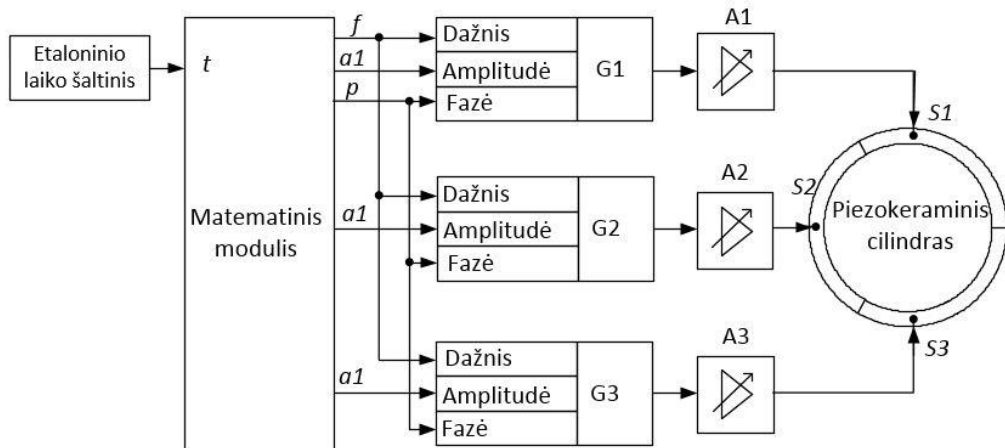 Etaloninio
laiko šaltinis
t
Matematinis
modulis
f
a1
p
a1
a1
Dažnis
Amplitudė
Fazė
G1
Dažnis
Amplitudė
Fazė
G2
Dažnis
Amplitudė
Fazė
G3
A1
A2
A3
S1
S2
S3
Piezokeraminis
cilindras